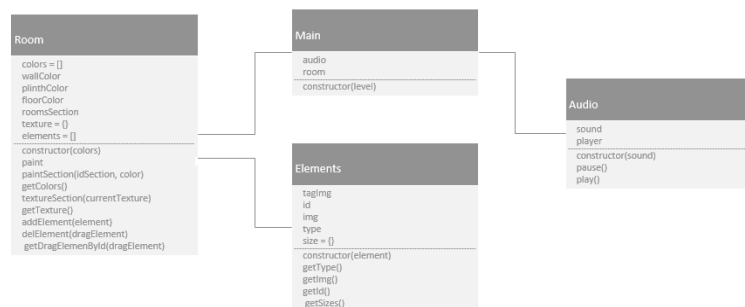 Room
colors = []
wallColor
plinthColor
floorColor
roomsSection
texture = {}
elements = []
constructor(colors)
paint
paintSection(idSection, color)
getColors()
textureSection(currentTexture)
getTexture()
addElement(element)
delElement(dragElement)
getDragElemenById(dragElement)
Main
audio
room
constructor(level)
Elements
tagImg
id
img
type
size = {}
constructor(element)
getType()
getImg()
getId()
getSizes()
Audio
sound
player
constructor(sound)
pause()
play()